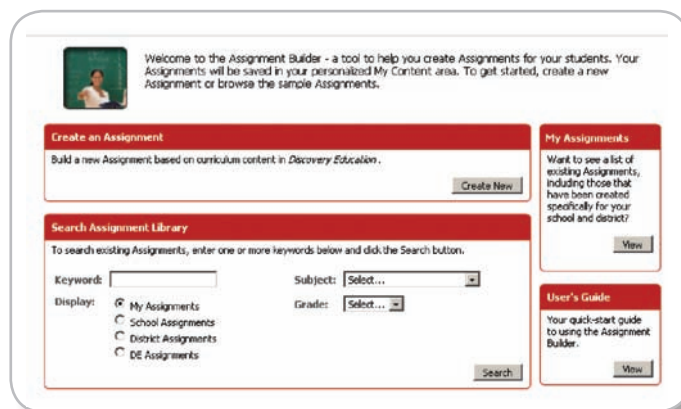 Welcome to the Assignment Builder - a tool to help you create Assignments for your students. Your
Assignments will be saved in your personalized My Content area. To get started, create a new
Assignment or browse the sample Assignments.
Create an Assignment
Build a new Assignment based on curriculum content in Discovery Education.
Create New
Search Assignment Library
To search existing Assignments, enter one or more keywords below and click the Search button.
Keyword:
Subject: Select...
Display:
My Assignments
Grade: Select...
School Assignments
District Assignments
DE Assignments
Search
My Assignments
Want to see a list of
existing Assignments,
including those that
have been created
specifically for your
school and district?
View
User's Guide
Your quick-start guide
to using the Assignment
Builder.
View